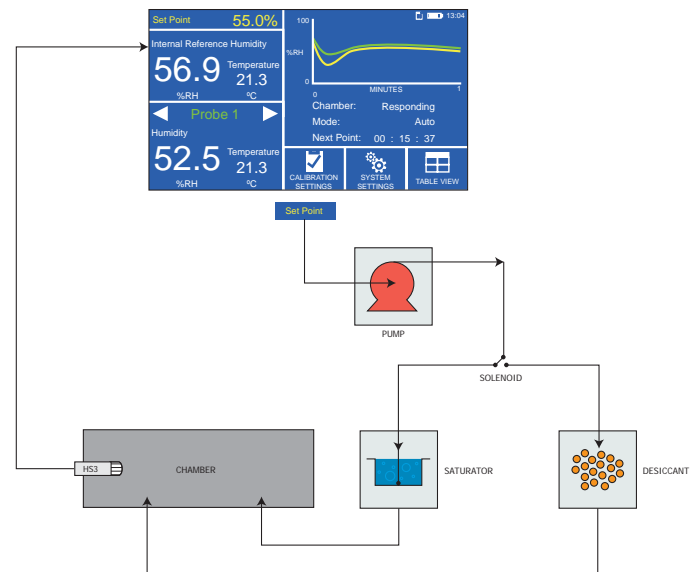 Set Point 55.0%
13:04
Internal Reference Humidity
56.9
Temperature
21.3
%RH
ºC
Probe 1
Humidity
52.5
Temperature
21.3
%RH
ºC
100
%RH
0
0
MINUTES
1
Chamber: Responding
Mode: Auto
Next Point: 00 : 15 : 37
CALIBRATION
SETTINGS
SYSTEM
SETTINGS
TABLE VIEW
Set Point
PUMP
SOLENOID
HS3
CHAMBER
SATURATOR
DESICCANT